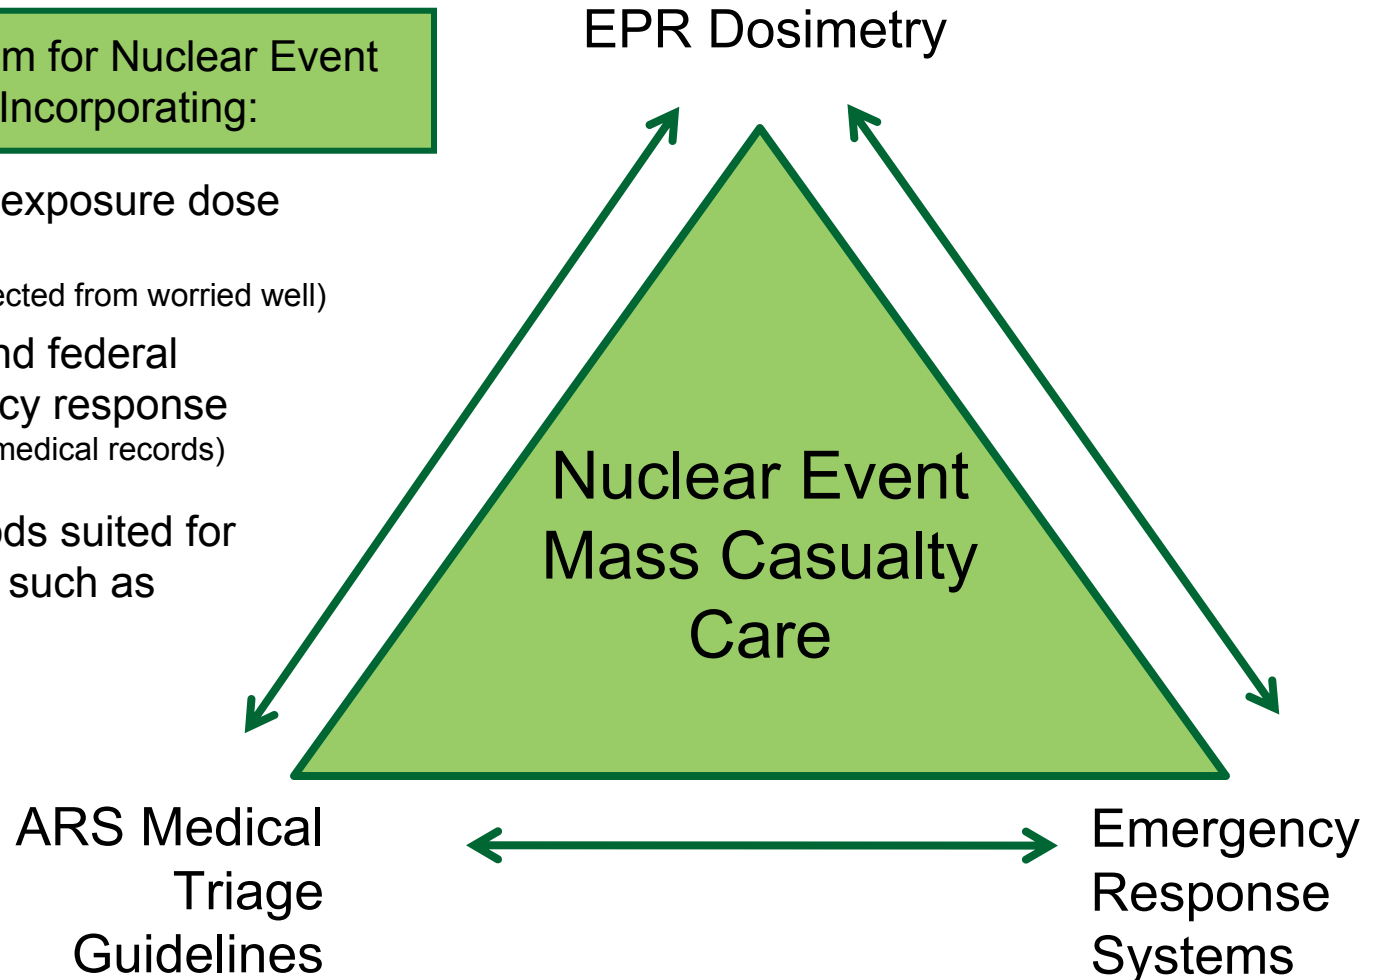 m for Nuclear Event
Incorporating:
exposure dose
ected from worried well)
nd federal
cy response
medical records)
ods suited for
such as
EPR Dosimetry
Nuclear Event
Mass Casualty
Care
ARS Medical
Triage
Guidelines
Emergency
Response
Systems